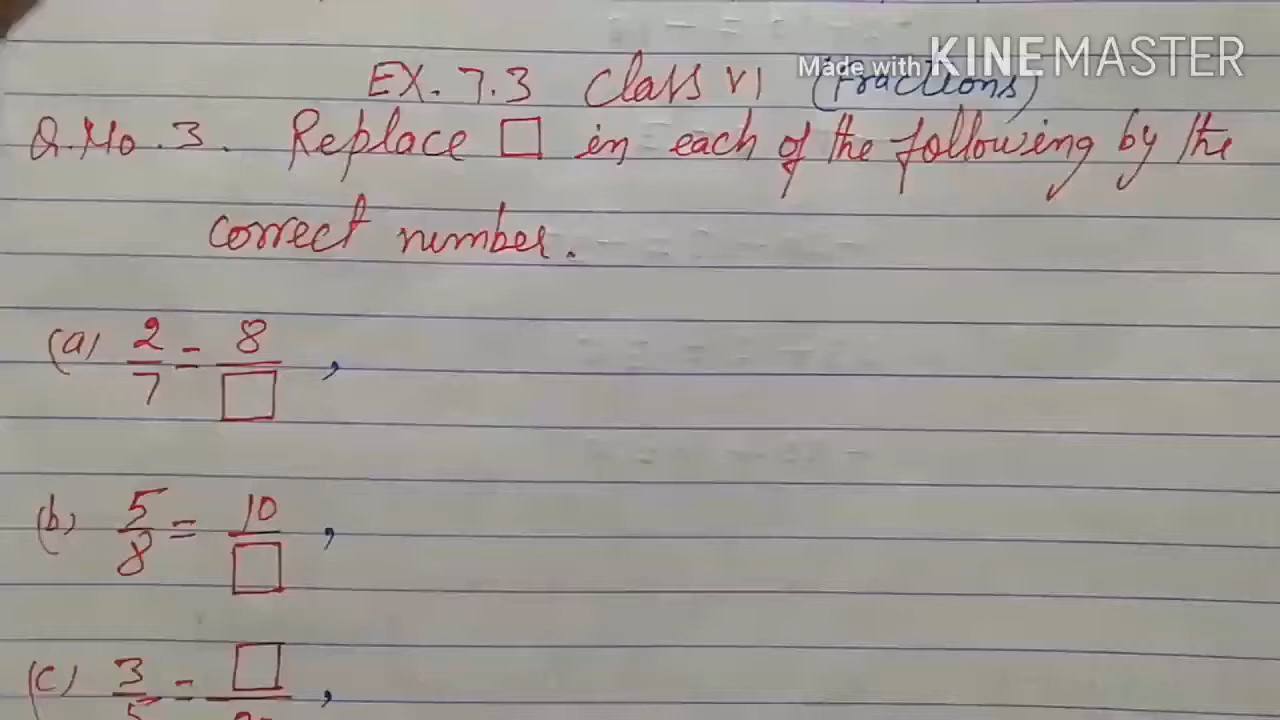 Made with KINEMASTER
EX. 7.3 Class VI (Fractions)
Q.No.3. Replace □ in each of the following by the
correct number.
(a) 2/7 = 8/□ ,
(b) 5/8 = 10/□ ,
(c) 3/5 = □/ ,